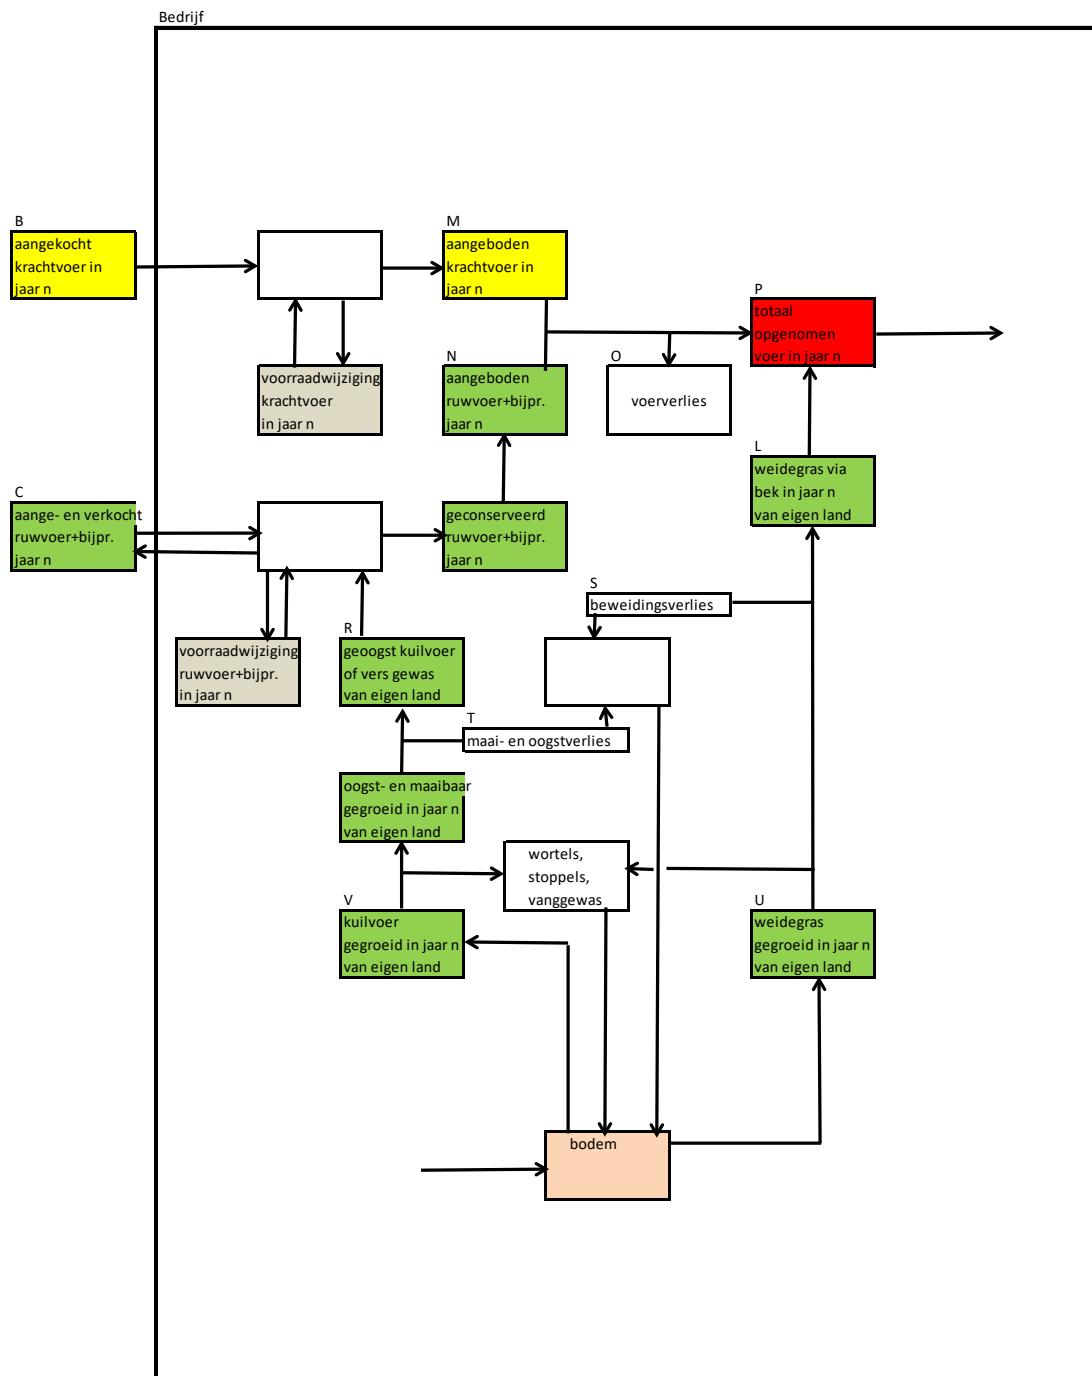 Bedrijf
B
aangekocht
krachtvoer in
jaar n
M
aangeboden
krachtvoer in
jaar n
P
totaal
opgenomen
voer in jaar n
voorraadwijziging
krachtvoer
in jaar n
N
aangeboden
ruwvoer+bijpr.
jaar n
O
voerverlies
L
weidegras via
bek in jaar n
van eigen land
C
aange- en verkocht
ruwvoer+bijpr.
jaar n
geconserveerd
ruwvoer+bijpr.
jaar n
S
beweidingsverlies
voorraadwijziging
ruwvoer+bijpr.
in jaar n
R
geoogst kuilvoer
of vers gewas
van eigen land
T
maai- en oogstverlies
oogst- en maaibaar
gegroeid in jaar n
van eigen land
wortels,
stoppels,
vanggewas
V
kuilvoer
gegroeid in jaar n
van eigen land
U
weidegras
gegroeid in jaar n
van eigen land
bodem